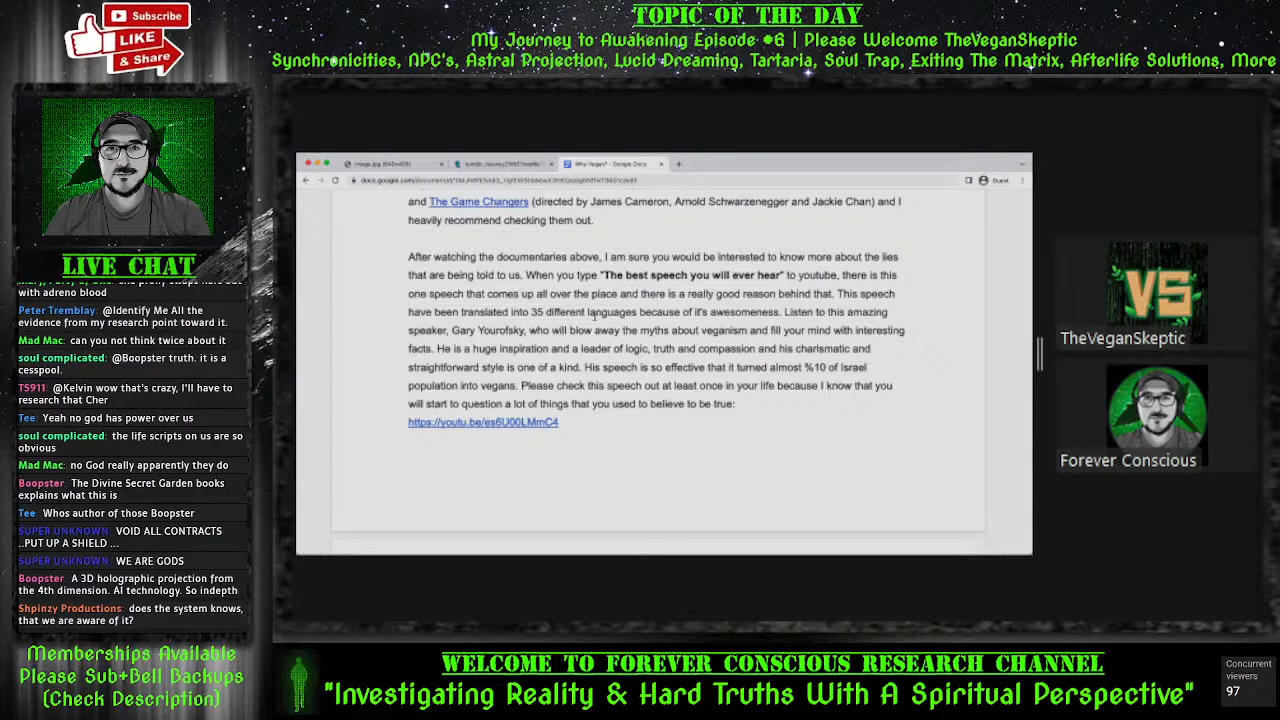 Subscribe
LIKE
& Share
TOPIC OF THE DAY
My Journey to Awakening Episode #6 | Please Welcome TheVeganSkeptic
Synchronicities, NPC's, Astral Projection, Lucid Dreaming, Tartaria, Soul Trap, Exiting The Matrix, Afterlife Solutions, More
LIVE CHAT
with adreno blood
Peter Tremblay: @Identify Me All the
evidence from my research point toward it.
Mad Mac: can you not think twice about it
soul complicated: @Boopster truth. it is a
cesspool.
TS911: @Kelvin wow that's crazy, I'll have to
research that Cher
Tee: Yeah no god has power over us
soul complicated: the life scripts on us are so
obvious
Mad Mac: no God really apparently they do
Boopster: The Divine Secret Garden books
explains what this is
Tee: Whos author of those Boopster
SUPER UNKNOWN: VOID ALL CONTRACTS
..PUT UP A SHIELD ...
SUPER UNKNOWN: WE ARE GODS
Boopster: A 3D holographic projection from
the 4th dimension. AI technology. So indepth
Shpinzy Productions: does the system knows,
that we are aware of it?
Memberships Available
Please Sub+Bell Backups
(Check Description)
Why Vegan? - Google Docs
Guest
and The Game Changers (directed by James Cameron, Arnold Schwarzenegger and Jackie Chan) and I
heavily recommend checking them out.
After watching the documentaries above, I am sure you would be interested to know more about the lies
that are being told to us. When you type "The best speech you will ever hear" to youtube, there is this
one speech that comes up all over the place and there is a really good reason behind that. This speech
have been translated into 35 different languages because of it's awesomeness. Listen to this amazing
speaker, Gary Yourofsky, who will blow away the myths about veganism and fill your mind with interesting
facts. He is a huge inspiration and a leader of logic, truth and compassion and his charismatic and
straightforward style is one of a kind. His speech is so effective that it turned almost %10 of Israel
population into vegans. Please check this speech out at least once in your life because I know that you
will start to question a lot of things that you used to believe to be true:
https://youtu.be/es6U00LMmC4
VS
TheVeganSkeptic
Forever Conscious
WELCOME TO FOREVER CONSCIOUS RESEARCH CHANNEL
"Investigating Reality & Hard Truths With A Spiritual Perspective"
Concurrent
viewers
97